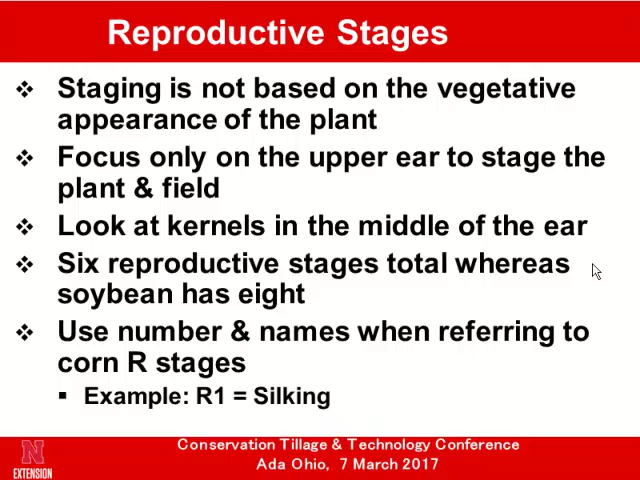 Reproductive Stages
❖ Staging is not based on the vegetative
appearance of the plant
❖ Focus only on the upper ear to stage the
plant & field
❖ Look at kernels in the middle of the ear
❖ Six reproductive stages total whereas
soybean has eight
❖ Use number & names when referring to
corn R stages
▪ Example: R1 = Silking
Conservation Tillage & Technology Conference
Ada Ohio, 7 March 2017
N
EXTENSION